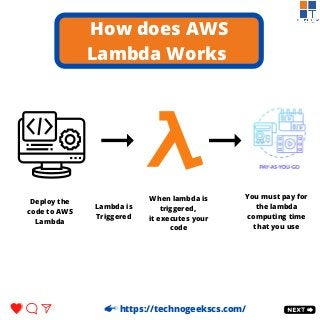 How does AWS
Lambda Works
</>
λ
PAY-AS-YOU-GO
Deploy the
code to AWS
Lambda
Lambda is
Triggered
When lambda is
triggered,
it executes your
code
You must pay for
the lambda
computing time
that you use
https://technogeekscs.com/
NEXT